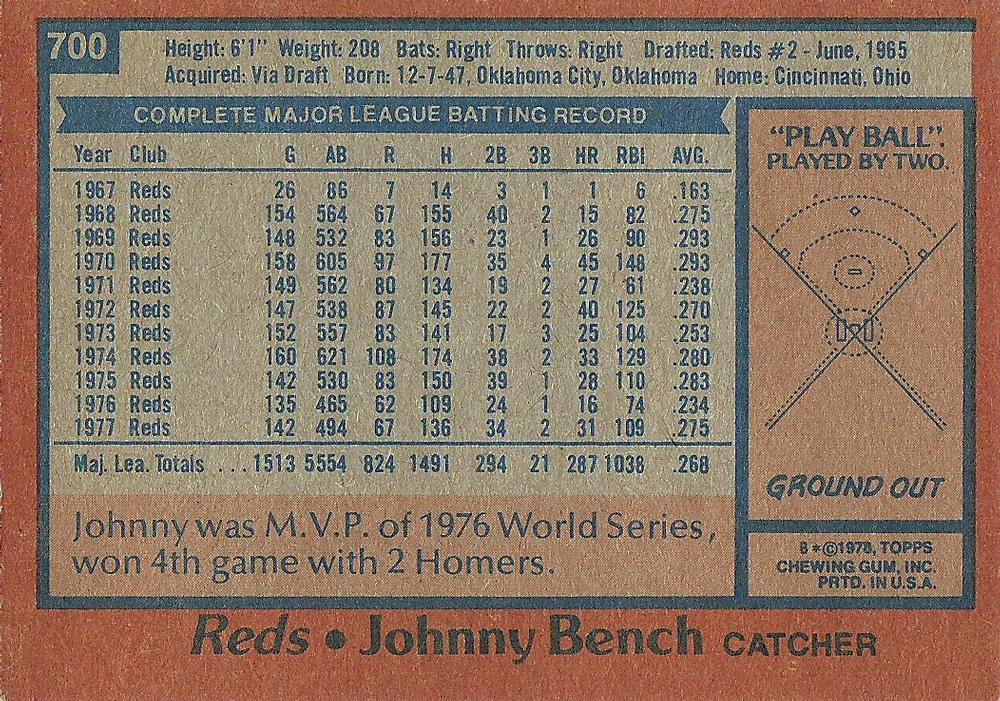 700
Height: 6'1" Weight: 208 Bats: Right Throws: Right Drafted: Reds #2 - June, 1965
Acquired: Via Draft Born: 12-7-47, Oklahoma City, Oklahoma Home: Cincinnati, Ohio
COMPLETE MAJOR LEAGUE BATTING RECORD
Year Club G AB R H 2B 3B HR RBI AVG.
1967 Reds 26 86 7 14 3 1 1 6 .163
1968 Reds 154 564 67 155 40 2 15 82 .275
1969 Reds 148 532 83 156 23 1 26 90 .293
1970 Reds 158 605 97 177 35 4 45 148 .293
1971 Reds 149 562 80 134 19 2 27 61 .238
1972 Reds 147 538 87 145 22 2 40 125 .270
1973 Reds 152 557 83 141 17 3 25 104 .253
1974 Reds 160 621 108 174 38 2 33 129 .280
1975 Reds 142 530 83 150 39 1 28 110 .283
1976 Reds 135 465 62 109 24 1 16 74 .234
1977 Reds 142 494 67 136 34 2 31 109 .275
Maj. Lea. Totals ...1513 5554 824 1491 294 21 287 1038 .268
Johnny was M.V.P. of 1976 World Series,
won 4th game with 2 Homers.
"PLAY BALL".
PLAYED BY TWO.
GROUND OUT
B*©1978, TOPPS
CHEWING GUM, INC.
PRTD. IN U.S.A.
Reds • Johnny Bench CATCHER